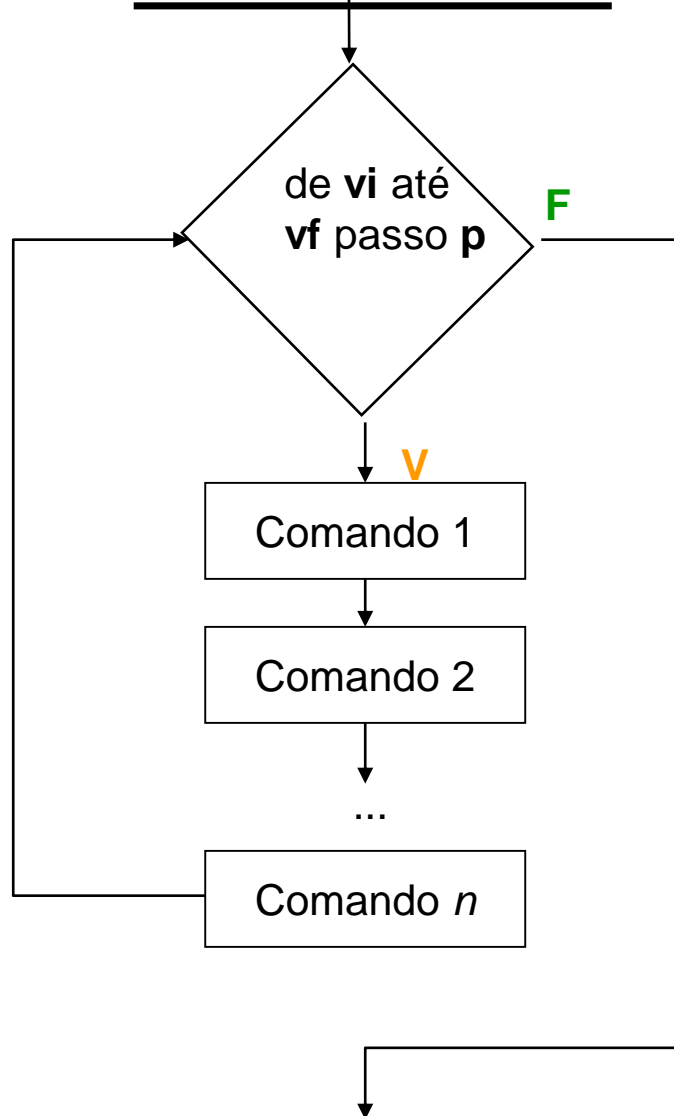 de vi até
vf passo p
F
V
Comando 1
Comando 2
...
Comando n